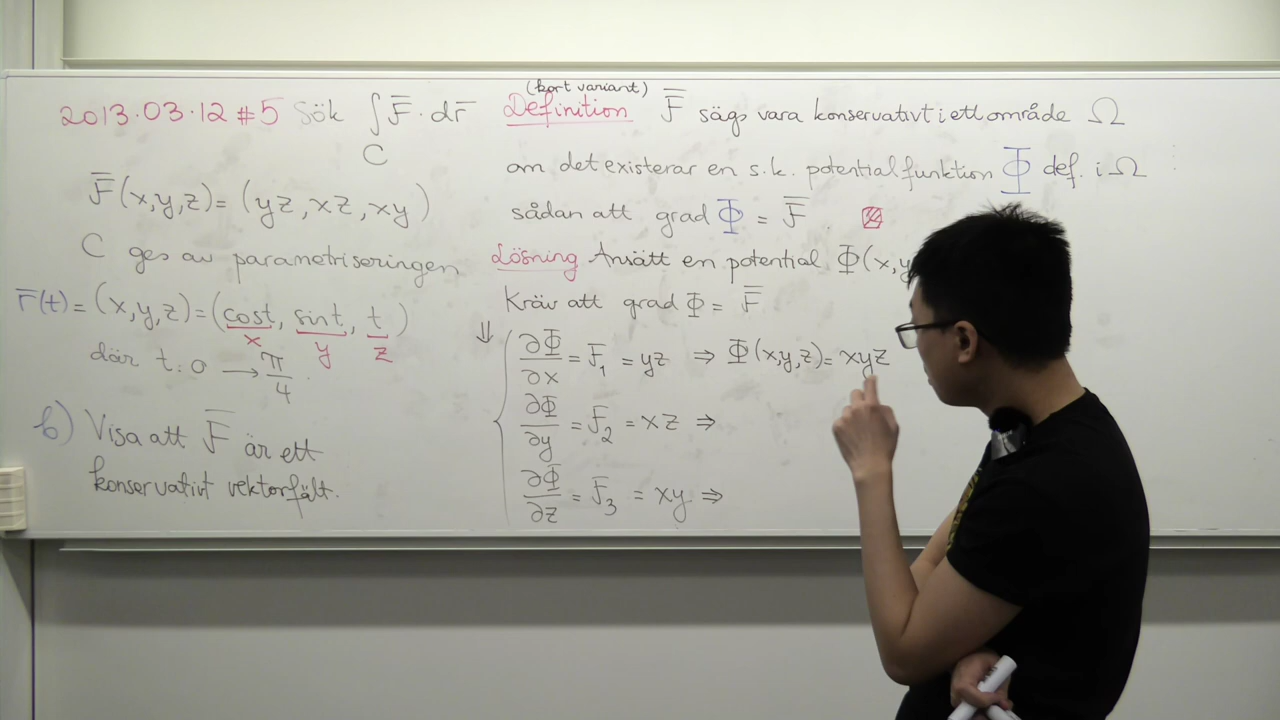 2013.03.12 #5 Sök ∫_C F̄ · dr̄
F̄(x,y,z) = (yz, xz, xy)
C ges av parametriseringen
r̄(t) = (x,y,z) = (cost, sint, t)
x y z
där t: 0 → π/4.
b) Visa att F̄ är ett
konservativt vektorfält.
(kort variant)
Definition F̄ sägs vara konservativt i ett område Ω
om det existerar en s.k. potentialfunktion Φ def. i Ω
sådan att grad Φ = F̄
Lösning Ansätt en potential Φ(x,y
Kräv att grad Φ = F̄
⇓ { ∂Φ/∂x = F̄₁ = yz ⇒ Φ(x,y,z) = xyz
∂Φ/∂y = F₂ = xz ⇒
∂Φ/∂z = F₃ = xy ⇒